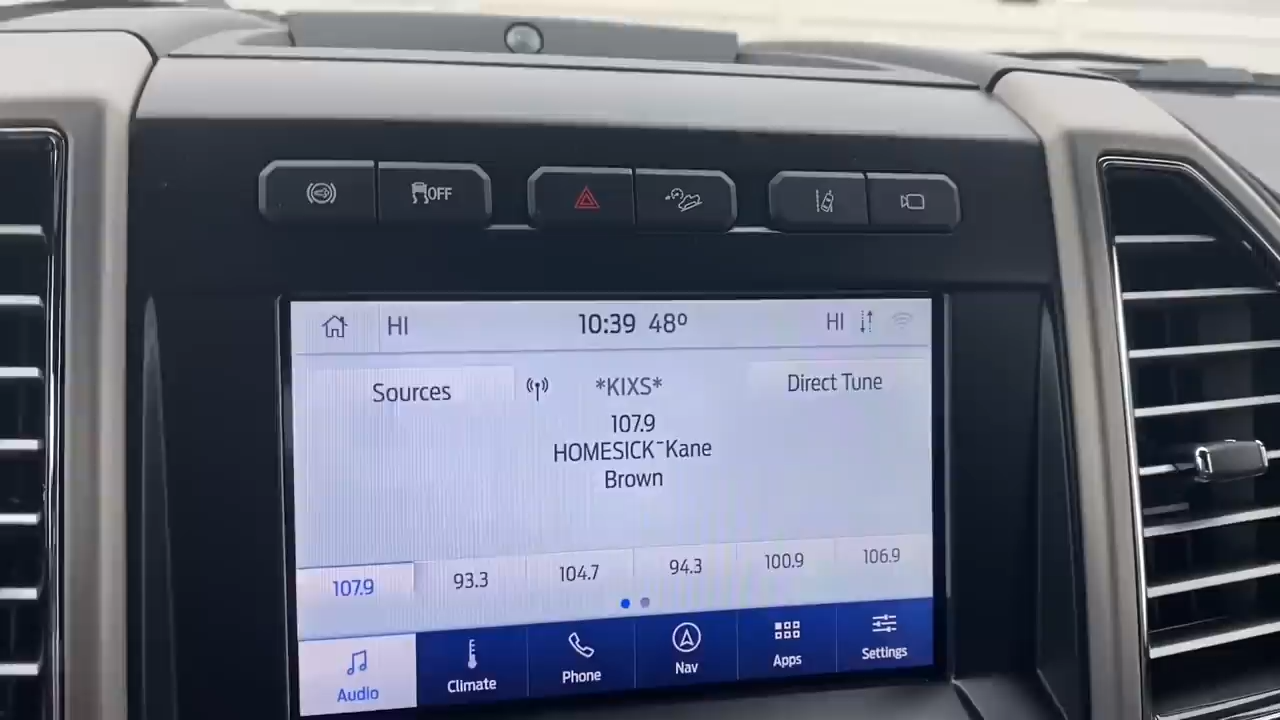 OFF
HI
10:39 48º
HI
Sources
*KIXS*
Direct Tune
107.9
HOMESICK~Kane
Brown
107.9
93.3
104.7
94.3
100.9
106.9
Audio
Climate
Phone
Nav
Apps
Settings